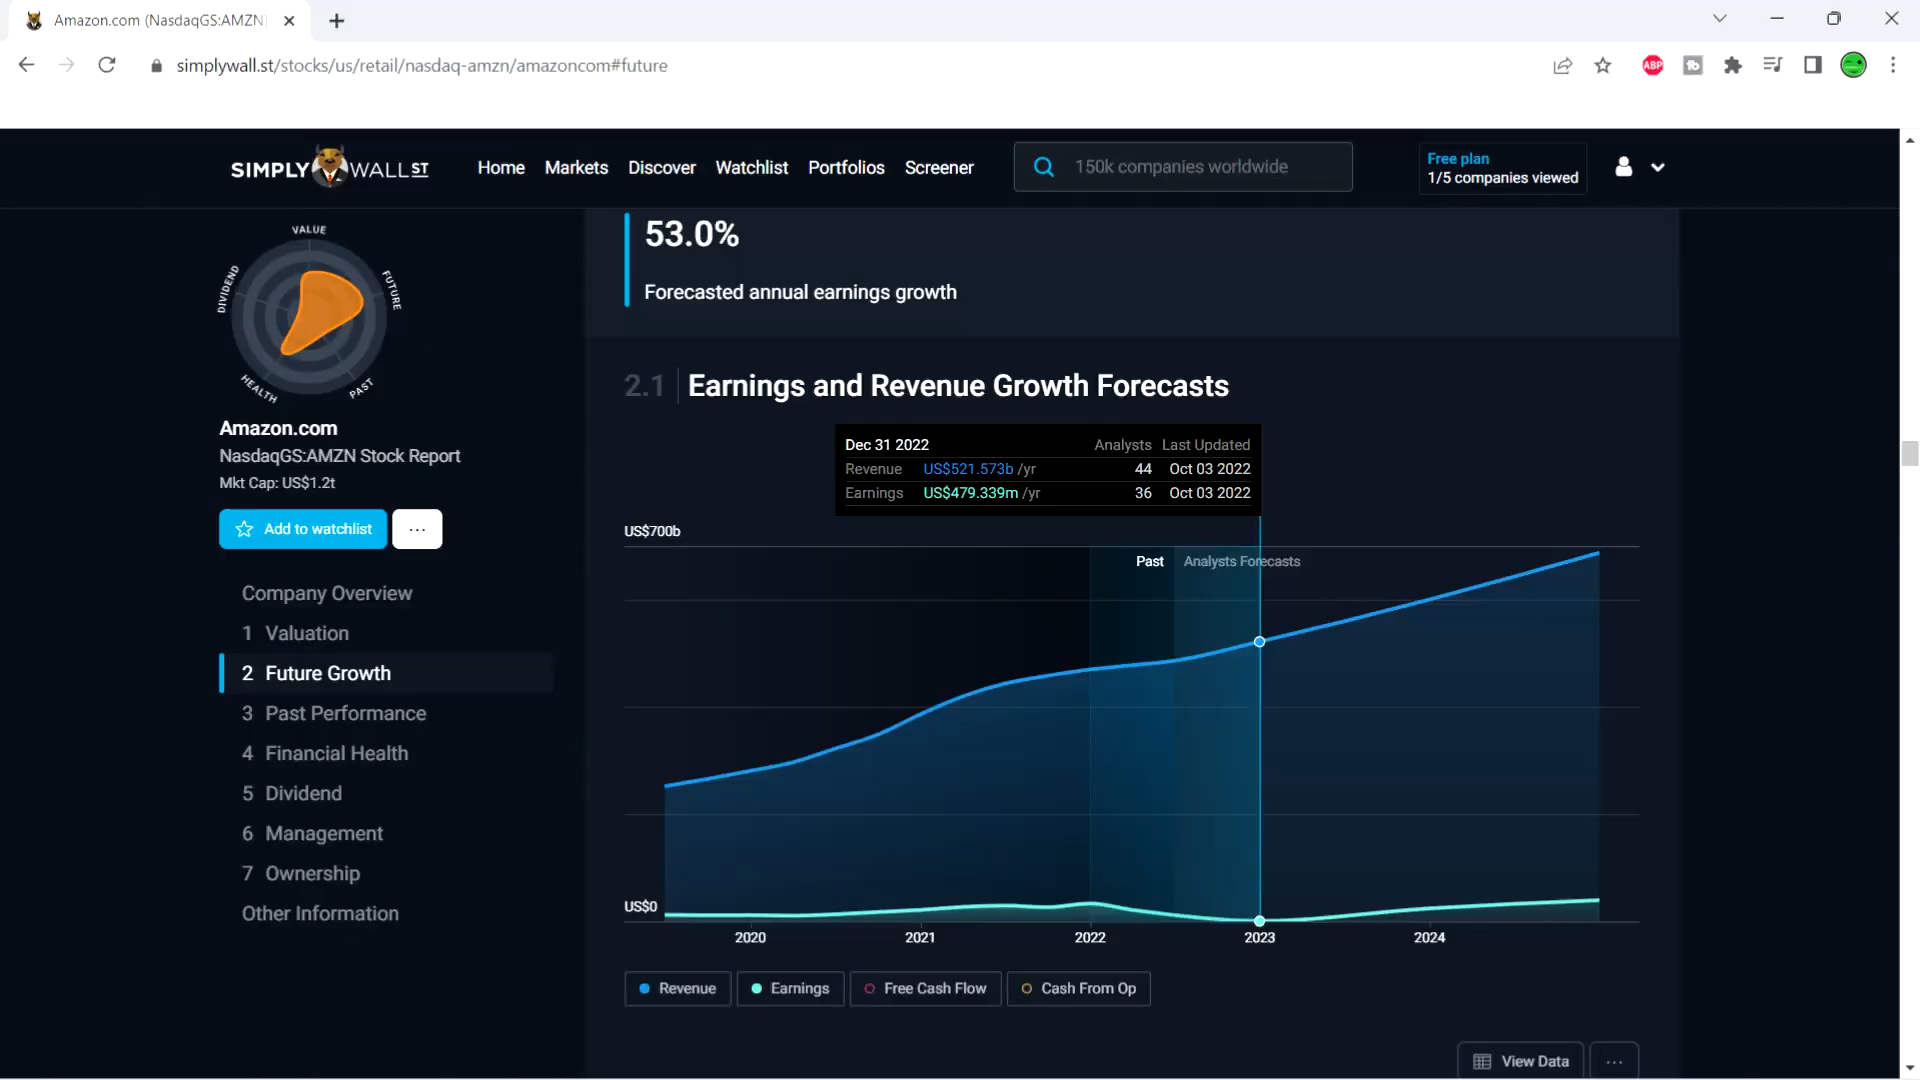 Amazon.com (NasdaqGS:AMZN
simplywall.st/stocks/us/retail/nasdaq-amzn/amazoncom#future
ABP
SIMPLY WALL ST
Home Markets Discover Watchlist Portfolios Screener
150k companies worldwide
Free plan
1/5 companies viewed
VALUE
FUTURE
PAST
HEALTH
DIVIDEND
Amazon.com
NasdaqGS:AMZN Stock Report
Mkt Cap: US$1.2t
Add to watchlist
...
Company Overview
1 Valuation
2 Future Growth
3 Past Performance
4 Financial Health
5 Dividend
6 Management
7 Ownership
Other Information
53.0%
Forecasted annual earnings growth
2.1 Earnings and Revenue Growth Forecasts
Dec 31 2022 Analysts Last Updated
Revenue US$521.573b /yr 44 Oct 03 2022
Earnings US$479.339m /yr 36 Oct 03 2022
US$700b
Past Analysts Forecasts
US$0
2020 2021 2022 2023 2024
Revenue Earnings Free Cash Flow Cash From Op
View Data ...